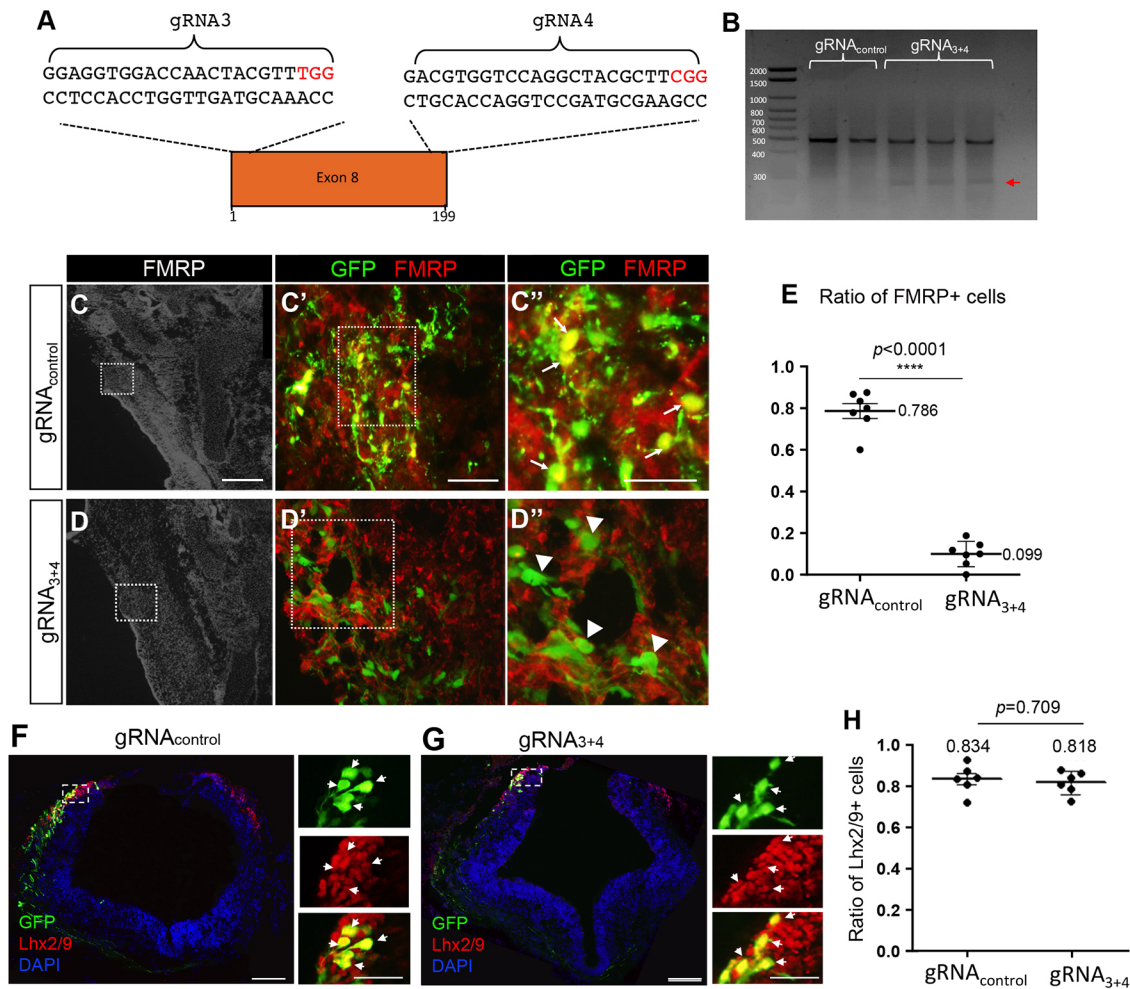 A
gRNA3
gRNA4
GGAGGTGGACCAACTACGTTTGG
CCTCCACCTGGTTGATGCAAACC
GACGTGGTCCAGGCTACGCTTCGG
CTGCACCAGGTCCGATGCGAAGCC
Exon 8
1
199
B
gRNAcontrol
gRNA3+4
2000
1500
1000
800
700
600
500
400
300
FMRP
GFP FMRP
GFP FMRP
gRNAcontrol
C
C'
C"
gRNA3+4
D
D'
D"
E
Ratio of FMRP+ cells
p<0.0001
****
1.0
0.8
0.6
0.4
0.2
0.0
0.786
0.099
gRNAcontrol
gRNA3+4
F
gRNAcontrol
GFP
Lhx2/9
DAPI
G
gRNA3+4
GFP
Lhx2/9
DAPI
H
p=0.709
0.834
0.818
Ratio of Lhx2/9+ cells
1.0
0.8
0.6
0.4
0.2
0.0
gRNAcontrol
gRNA3+4